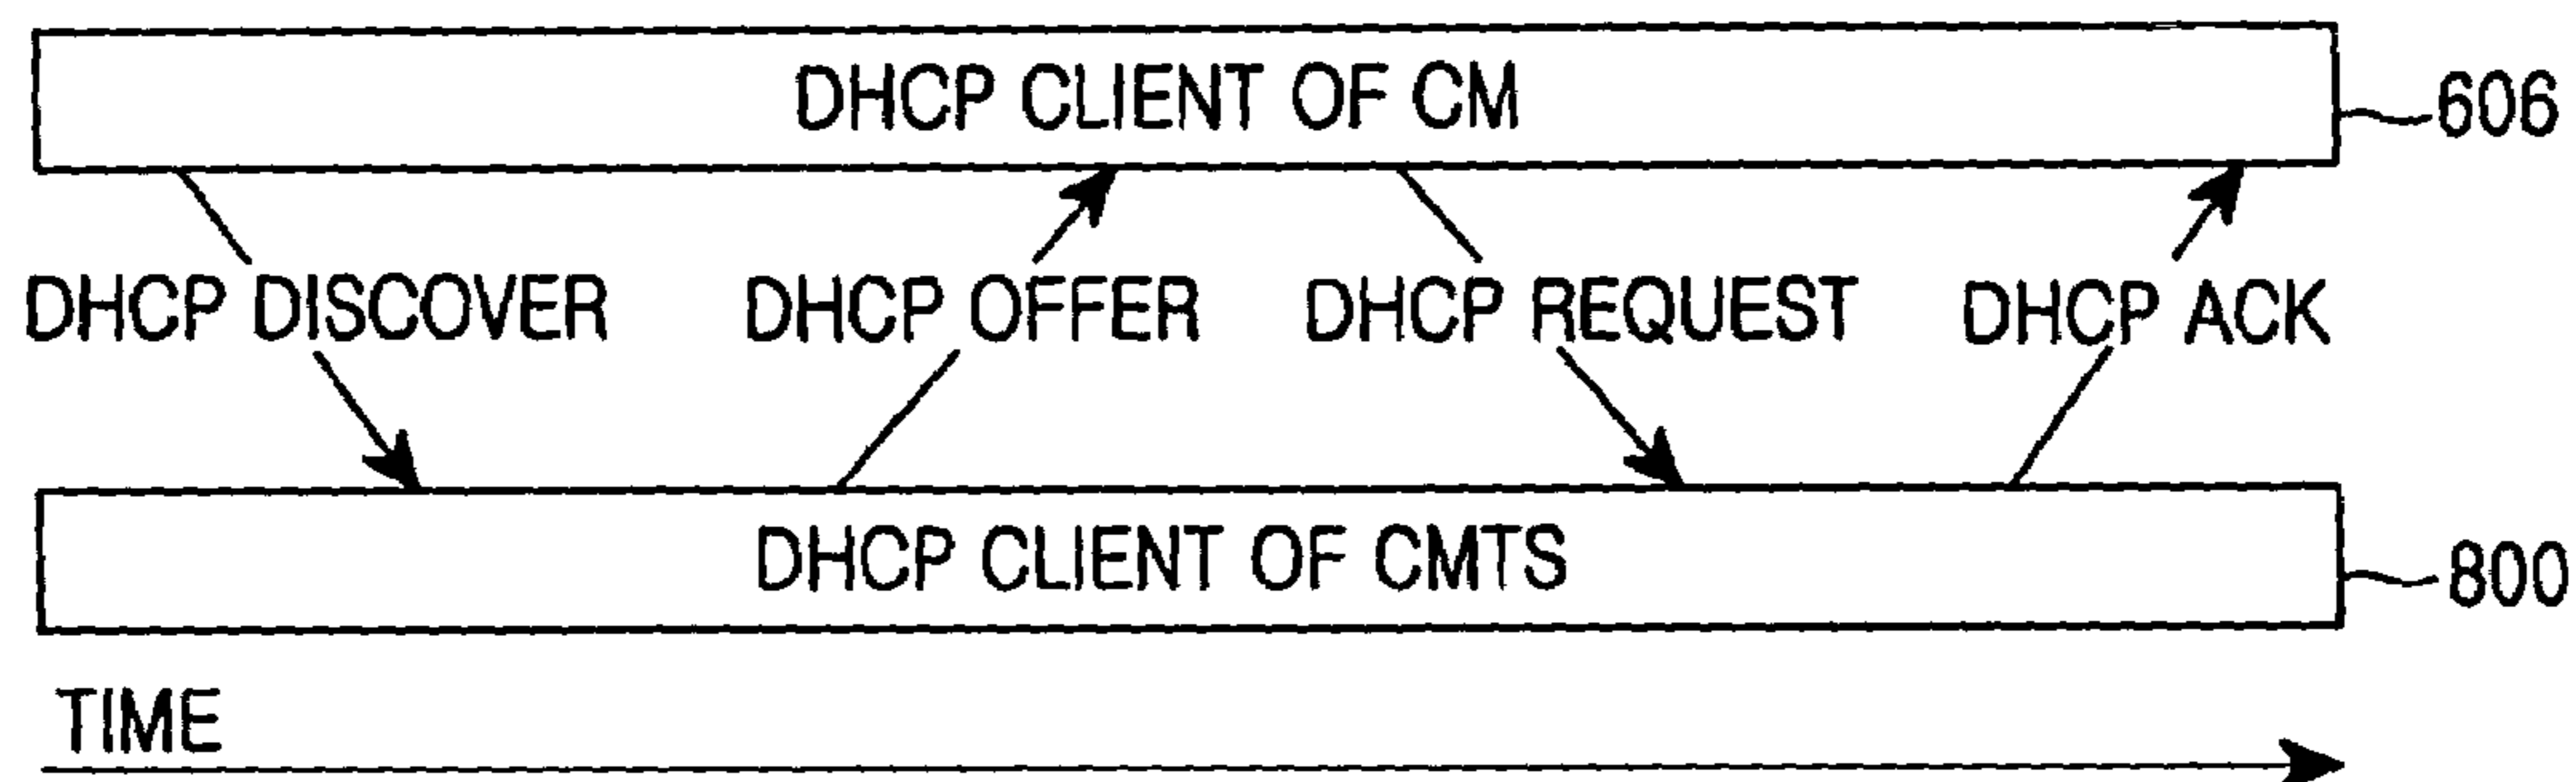 DHCP CLIENT OF CM
606
DHCP DISCOVER
DHCP OFFER
DHCP REQUEST
DHCP ACK
DHCP CLIENT OF CMTS
800
TIME